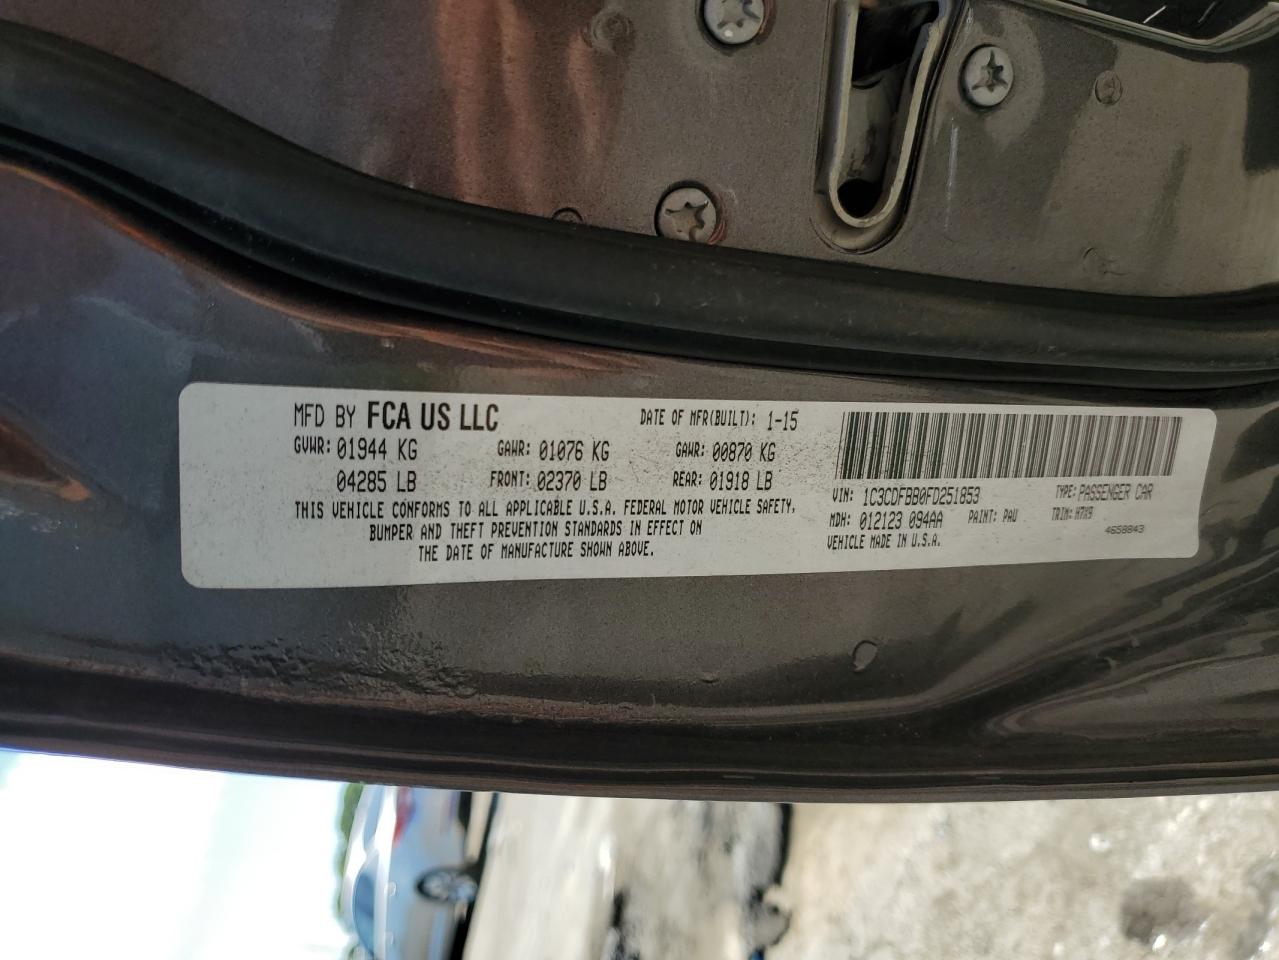 MFD BY FCA US LLC DATE OF MFR(BUILT): 1-15
GVWR: 01944 KG GAWR: 01076 KG GAWR: 00870 KG
04285 LB FRONT: 02370 LB REAR: 01918 LB
THIS VEHICLE CONFORMS TO ALL APPLICABLE U.S.A. FEDERAL MOTOR VEHICLE SAFETY,
BUMPER AND THEFT PREVENTION STANDARDS IN EFFECT ON
THE DATE OF MANUFACTURE SHOWN ABOVE.
VIN: 1C3CDFBB0FD251853 TYPE: PASSENGER CAR
MDH: 012123 094AA PAINT: PAU TRIM: H7X9
VEHICLE MADE IN U.S.A. 4658843